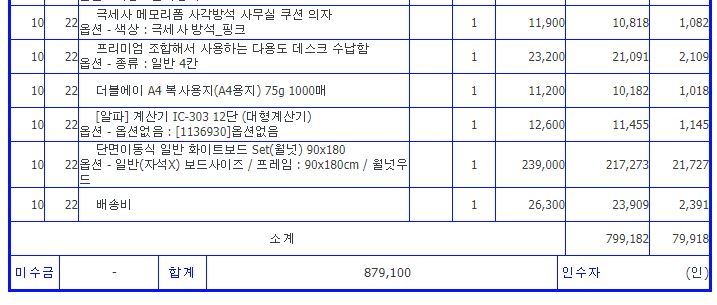 극세사 메모리폼 사각방석 사무실 쿠션 의자
10 22 옵션 - 색상 : 극세사 방석_핑크 1 11,900 10,818 1,082
프리미엄 조합해서 사용하는 다용도 데스크 수납함
10 22 옵션 - 종류 : 일반 4칸 1 23,200 21,091 2,109
10 22 더블에이 A4 복사용지(A4용지) 75g 1000매 1 11,200 10,182 1,018
[알파] 계산기 IC-303 12단 (대형계산기)
10 22 옵션 - 옵션없음 : [1136930]옵션없음 1 12,600 11,455 1,145
단면이동식 일반 화이트보드 Set(월넛) 90x180
10 22 옵션 - 일반(자석X) 보드사이즈 / 프레임 : 90x180cm / 월넛우 1 239,000 217,273 21,727
드
10 22 배송비 1 26,300 23,909 2,391
소계 799,182 79,918
미수금 - 합계 879,100 인수자 (인)